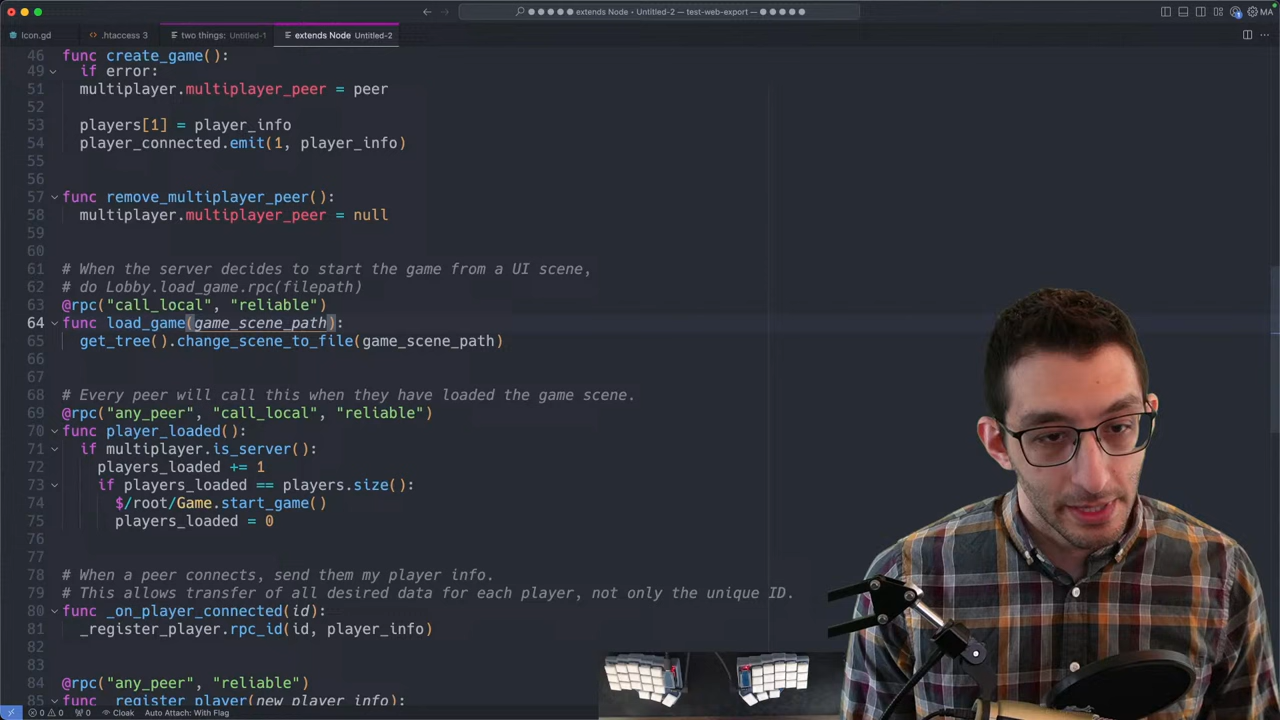 extends Node — Untitled-2 — test-web-export —
MA
Icon.gd
.htaccess 3
two things: Untitled-1
extends Node Untitled-2
46 func create_game():
49 if error:
51 multiplayer.multiplayer_peer = peer
52
53 players[1] = player_info
54 player_connected.emit(1, player_info)
55
56
57 func remove_multiplayer_peer():
58 multiplayer.multiplayer_peer = null
59
60
61 # When the server decides to start the game from a UI scene,
62 # do Lobby.load_game.rpc(filepath)
63 @rpc("call_local", "reliable")
64 func load_game(game_scene_path):
65 get_tree().change_scene_to_file(game_scene_path)
66
67
68 # Every peer will call this when they have loaded the game scene.
69 @rpc("any_peer", "call_local", "reliable")
70 func player_loaded():
71 if multiplayer.is_server():
72 players_loaded += 1
73 if players_loaded == players.size():
74 $/root/Game.start_game()
75 players_loaded = 0
76
77
78 # When a peer connects, send them my player info.
79 # This allows transfer of all desired data for each player, not only the unique ID.
80 func _on_player_connected(id):
81 _register_player.rpc_id(id, player_info)
82
83
84 @rpc("any_peer", "reliable")
85 func _register_player(new_player_info):
0 0 0 Cloak Auto Attach: With Flag